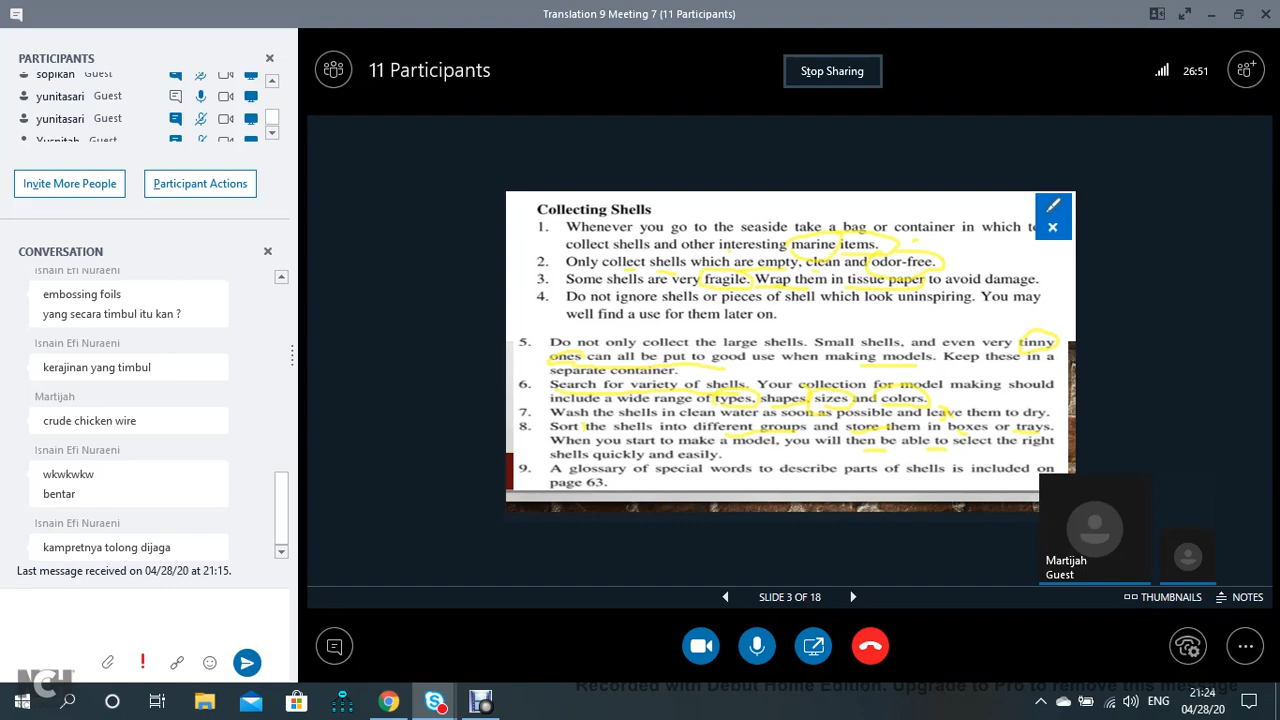 Translation 9 Meeting 7 (11 Participants)
PARTICIPANTS
sopikan Guest
yunitasari Guest
yunitasari Guest
Yuspitah Guest
Invite More People
Participant Actions
CONVERSATION
Isnain Efi Nuraeni
embossing foils
yang secara timbul itu kan ?
Isnain Efi Nuraeni
kerajinan yang timbul
Martijah
crude chicken wire
Isnain Efi Nuraeni
wkwkwkw
bentar
Isnain Efi Nuraeni
kampretnya tolong dijaga
Last message received on 04/28/20 at 21:15.
11 Participants
Stop Sharing
26:51
Collecting Shells
1. Whenever you go to the seaside take a bag or container in which
collect shells and other interesting marine items.
2. Only collect shells which are empty, clean and odor-free.
3. Some shells are very fragile. Wrap them in tissue paper to avoid damage.
4. Do not ignore shells or pieces of shell which look uninspiring. You may
well find a use for them later on.
5. Do not only collect the large shells. Small shells, and even very tinny
ones can all be put to good use when making models. Keep these in a
separate container.
6. Search for variety of shells. Your collection for model making should
include a wide range of types, shapes, sizes and colors.
7. Wash the shells in clean water as soon as possible and leave them to dry.
8. Sort the shells into different groups and store them in boxes or trays.
When you start to make a model, you will then be able to select the right
shells quickly and easily.
9. A glossary of special words to describe parts of shells is included on
page 63.
Martijah
Guest
SLIDE 3 OF 18
THUMBNAILS
NOTES
NCH
Recorded with Debut Home Edition. Upgrade to Pro to remove this message
ENG
21:24
04/28/20